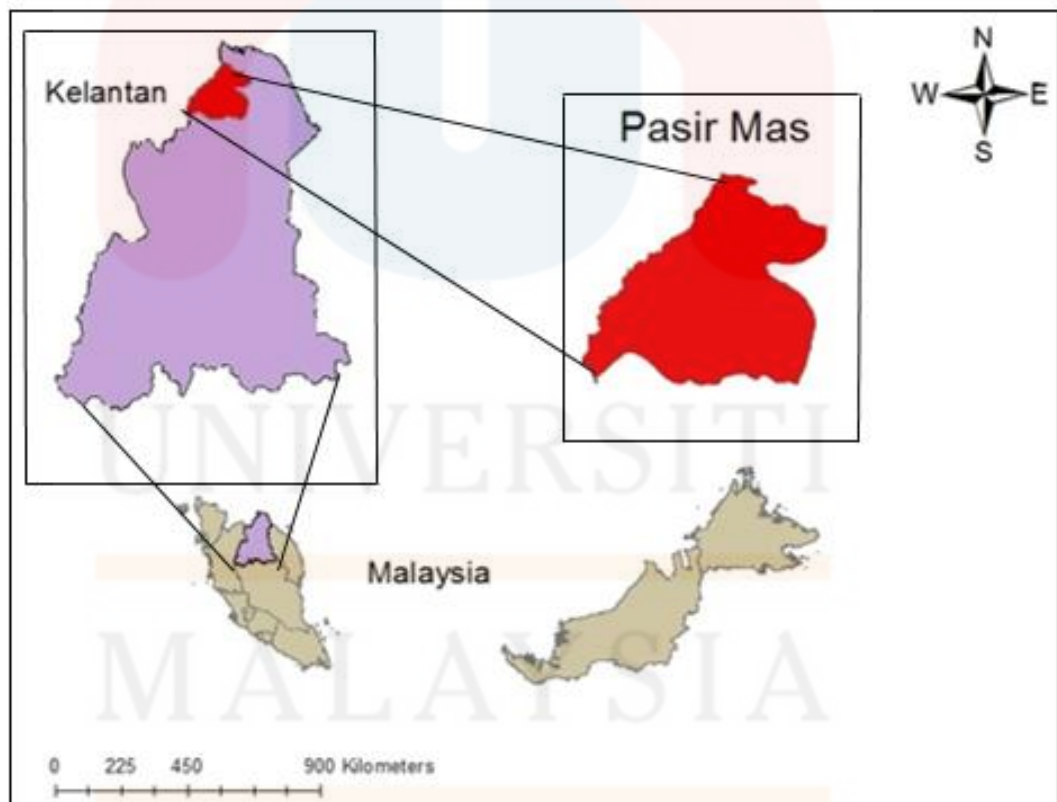 Kelantan
Pasir Mas
N
W E
S
UNIVERSITI
Malaysia
MALAYSIA
0 225 450 900 Kilometers